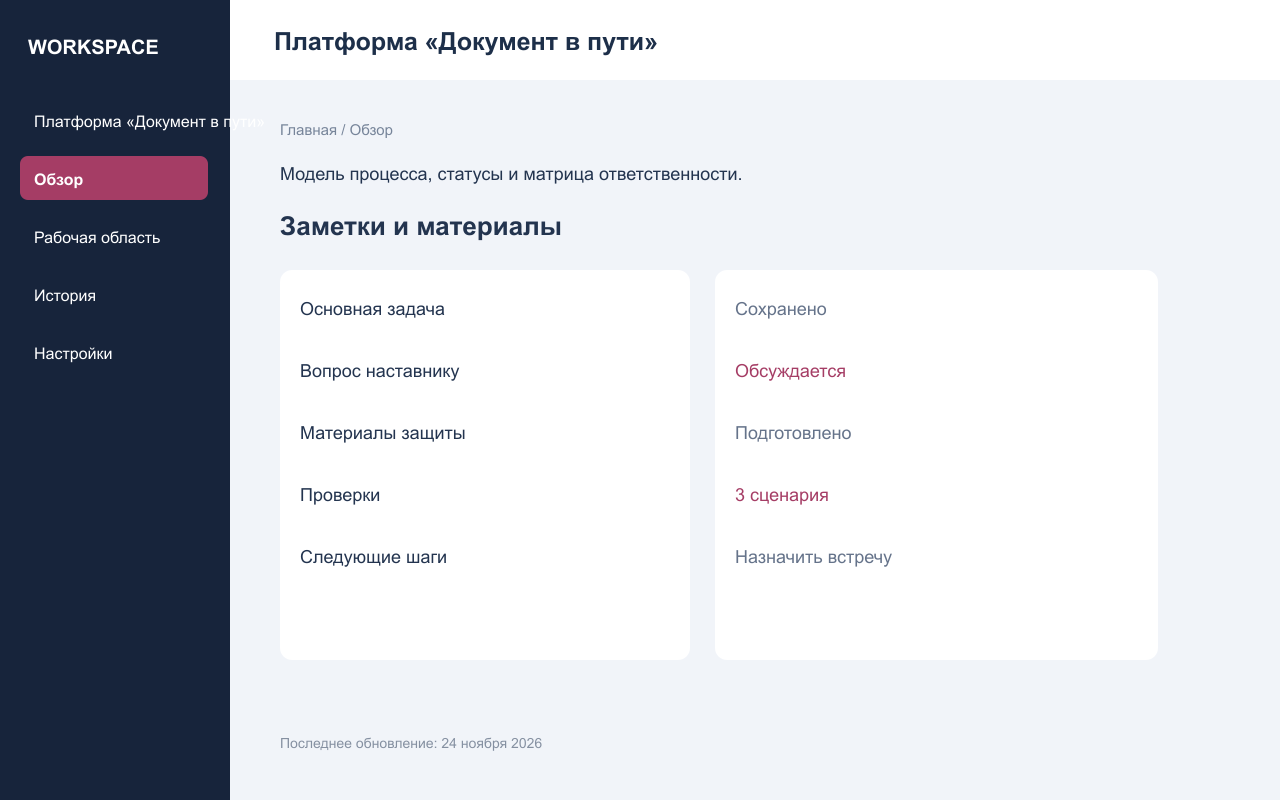 WORKSPACE
Платформа «Документ в пути»
Обзор
Рабочая область
История
Настройки
Платформа «Документ в пути»
Главная / Обзор
Модель процесса, статусы и матрица ответственности.
Заметки и материалы
Основная задача
Сохранено
Вопрос наставнику
Обсуждается
Материалы защиты
Подготовлено
Проверки
3 сценария
Следующие шаги
Назначить встречу
Последнее обновление: 24 ноября 2026